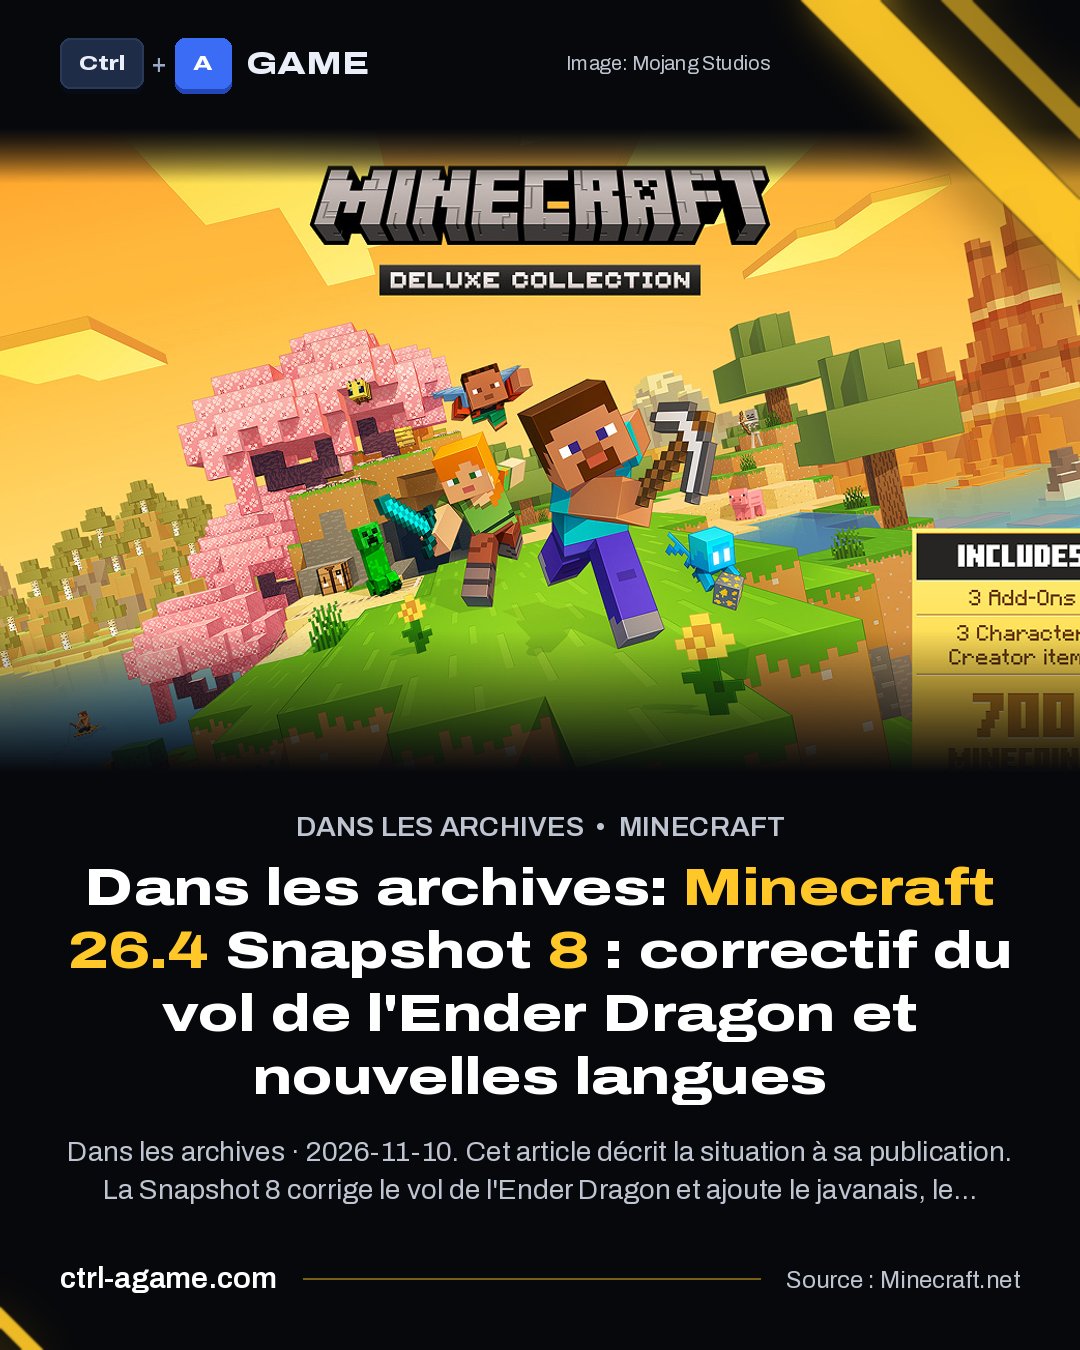 Ctrl + A GAME
Image: Mojang Studios
MINECRAFT
DELUXE COLLECTION
INCLUDES
3 Add-Ons
3 Character
Creator item
700
MINECOIN
DANS LES ARCHIVES • MINECRAFT
Dans les archives: Minecraft
26.4 Snapshot 8 : correctif du
vol de l'Ender Dragon et
nouvelles langues
Dans les archives · 2026-11-10. Cet article décrit la situation à sa publication.
La Snapshot 8 corrige le vol de l'Ender Dragon et ajoute le javanais, le...
ctrl-agame.com
Source : Minecraft.net